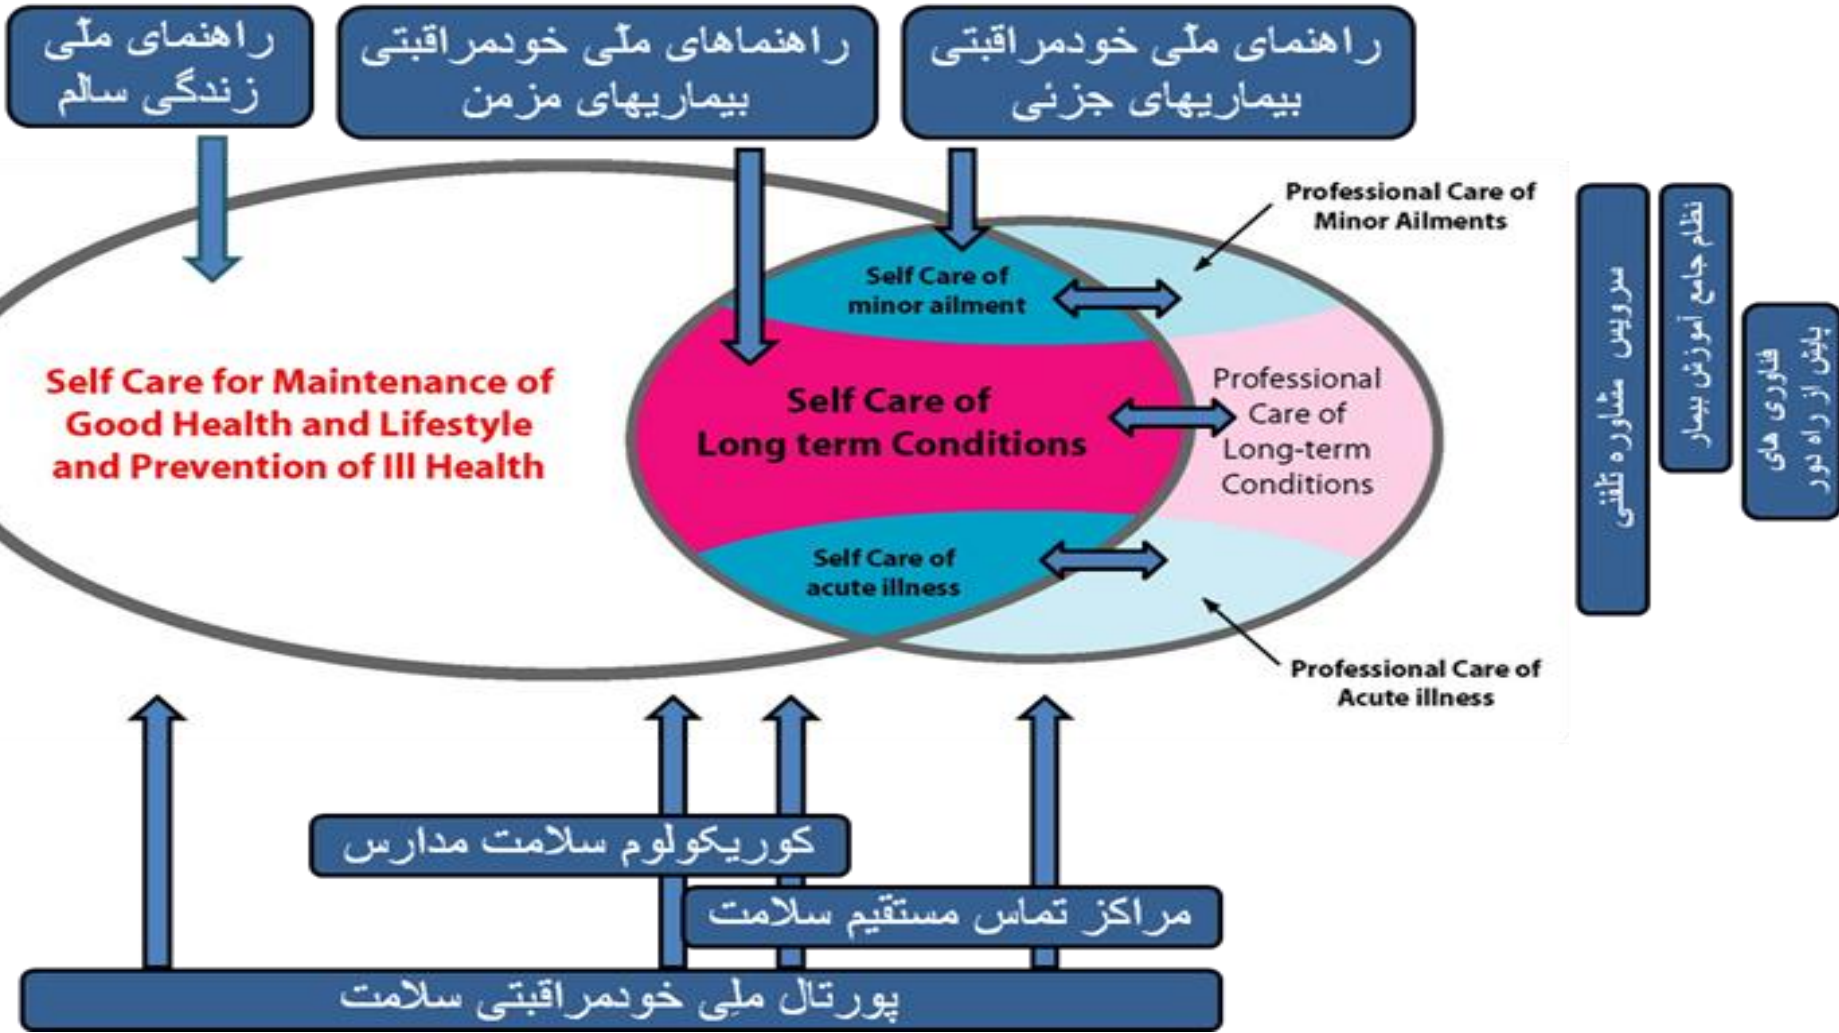 راهنمای ملّی
زندگی سالم
راهنماهای ملّی خودمراقبتی
بیماریهای مزمن
راهنمای ملّی خودمراقبتی
بیماریهای جزئی
Professional Care of
Minor Ailments
Self Care of
minor ailment
Self Care for Maintenance of
Good Health and Lifestyle
and Prevention of Ill Health
Self Care of
Long term Conditions
Professional
Care of
Long-term
Conditions
Self Care of
acute illness
Professional Care of
Acute illness
سرویس مشاوره تلفنی
نظام جامع آموزش بیمار
فناوری های
پایش از راه دور
کوریکولوم سلامت مدارس
مراکز تماس مستقیم سلامت
پورتال ملِی خودمراقبتی سلامت